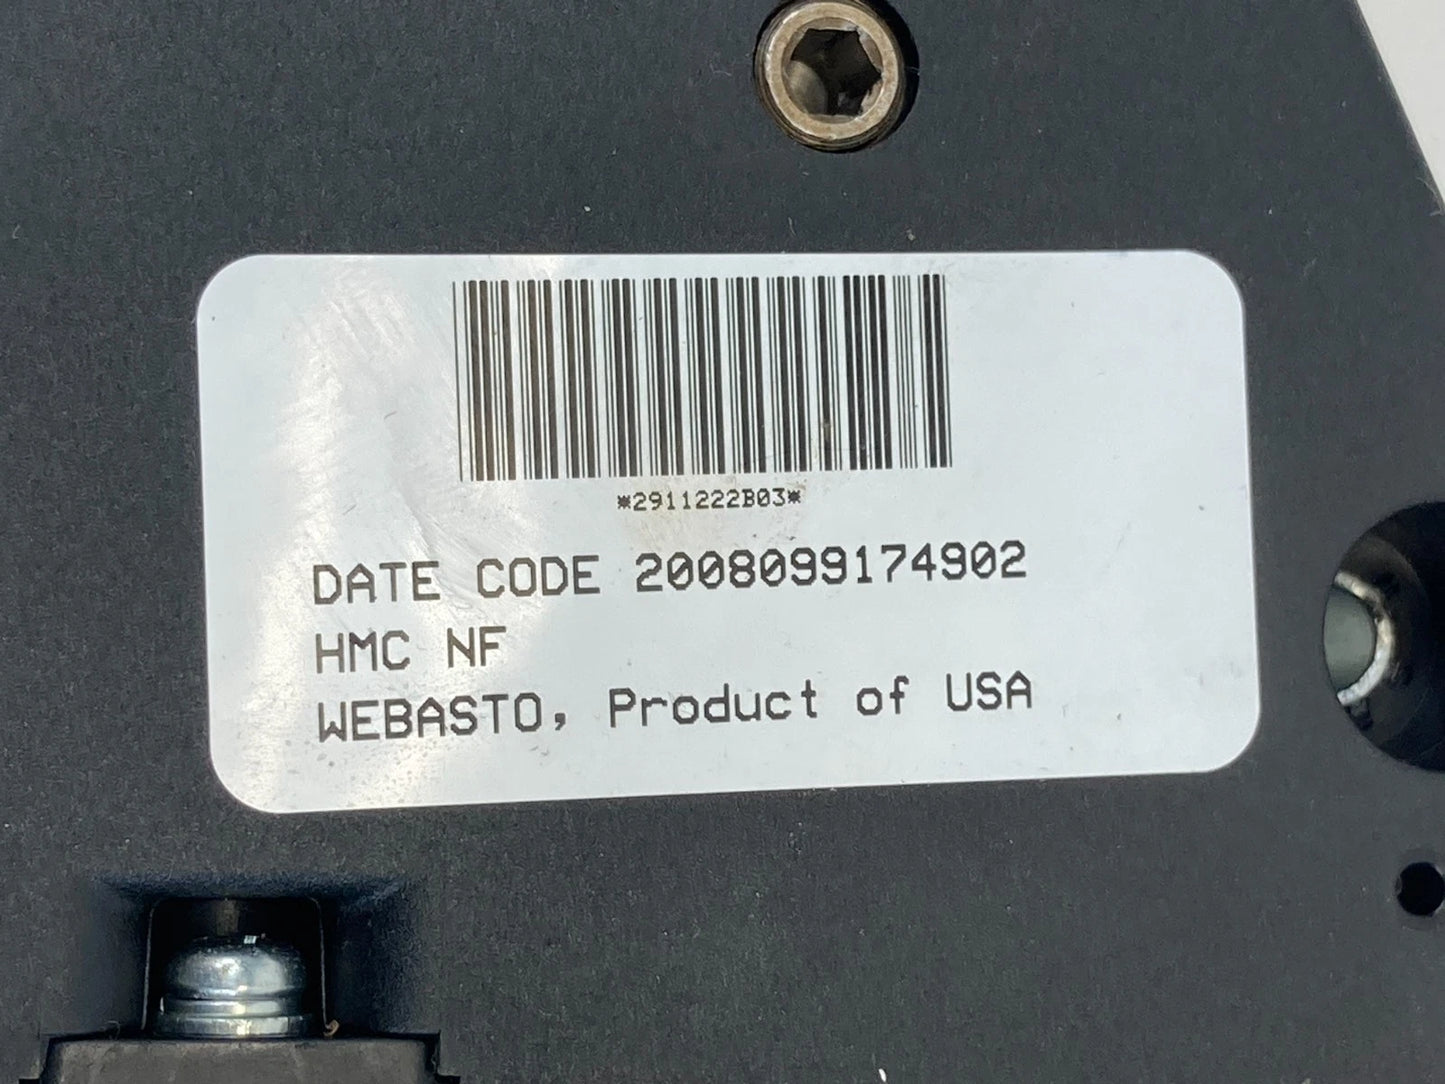 *2911222B03*
DATE CODE 2008099174902
HMC NF
WEBASTO, Product of USA